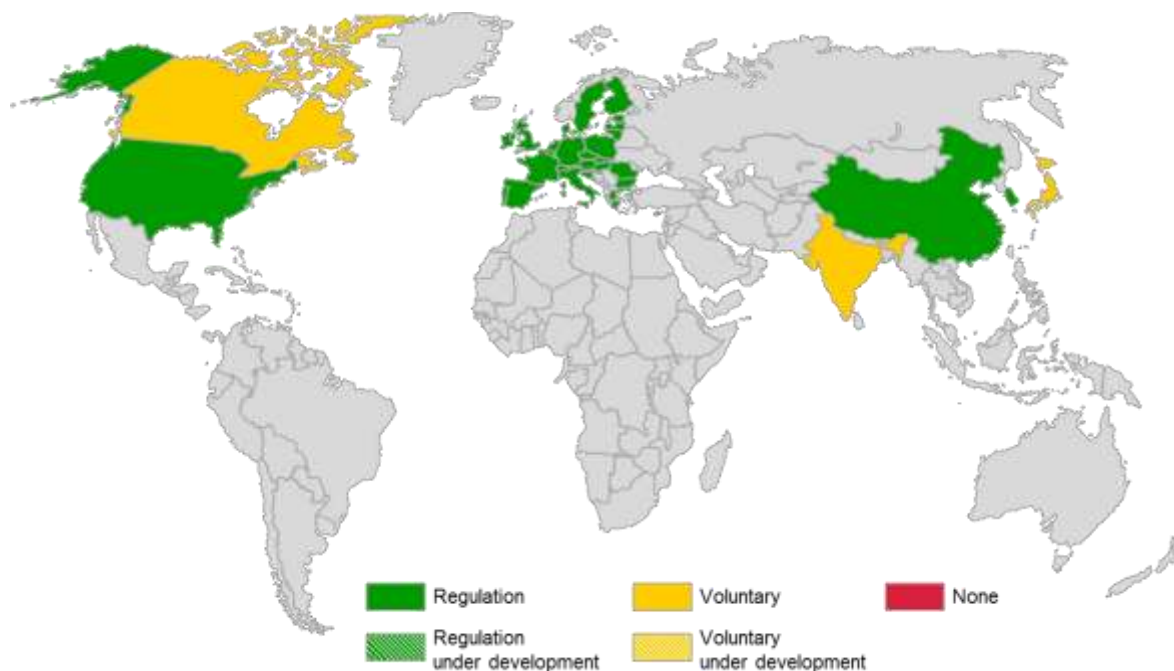 Regulation
Voluntary
None
Regulation
under development
Voluntary
under development